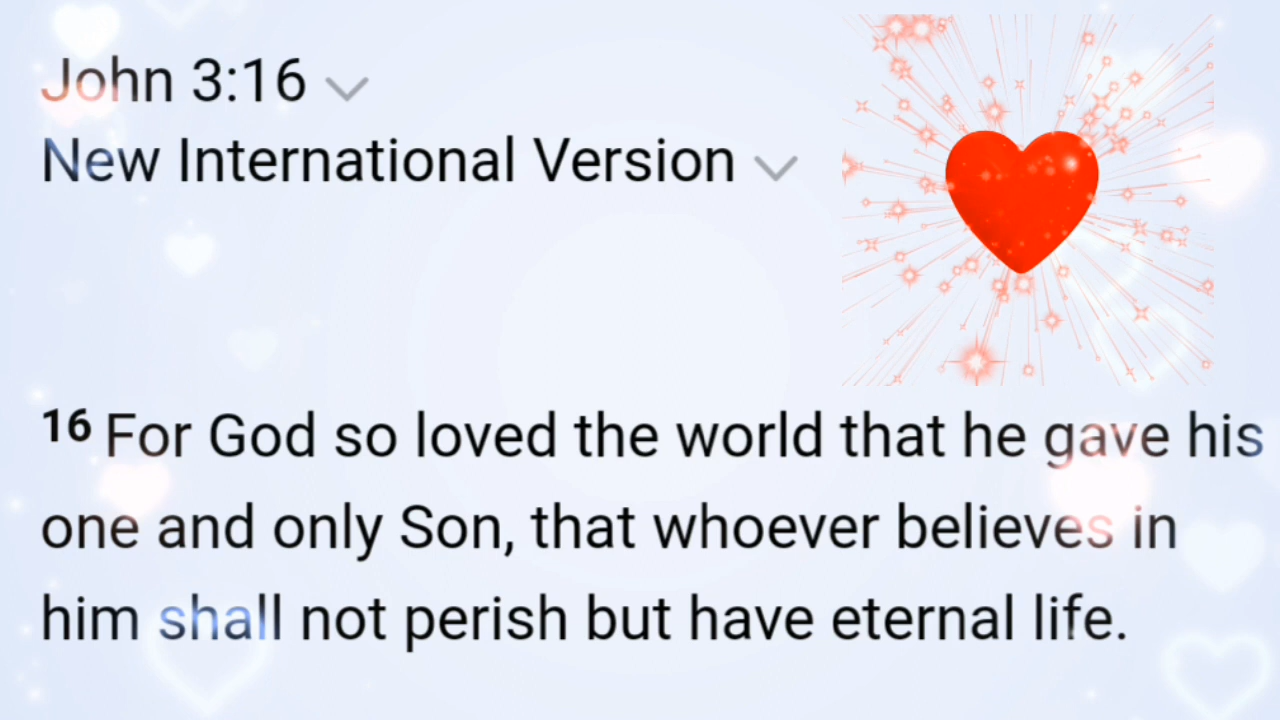 John 3:16
New International Version
16 For God so loved the world that he gave his
one and only Son, that whoever believes in
him shall not perish but have eternal life.